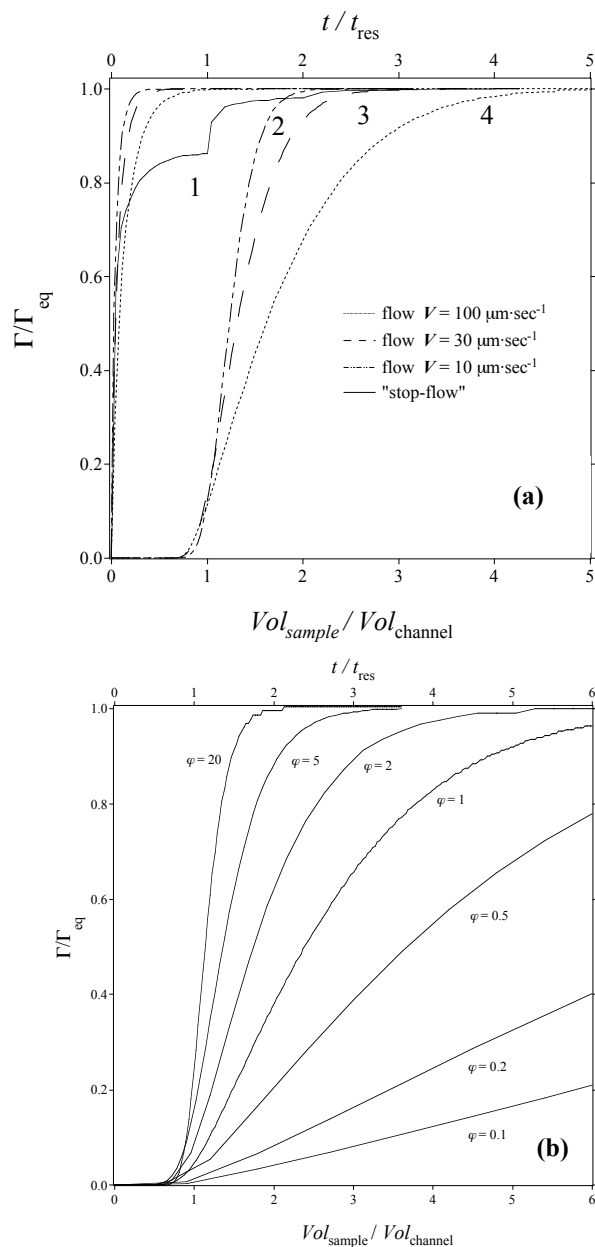 t / t_res
0 1 2 3 4 5
1.0
0.8
0.6
0.4
0.2
0.0
Γ/Γ_eq
1
2
3
4
flow V = 100 μm·sec⁻¹
flow V = 30 μm·sec⁻¹
flow V = 10 μm·sec⁻¹
"stop-flow"
(a)
0 1 2 3 4 5
Vol_sample / Vol_channel
t / t_res
0 1 2 3 4 5 6
1.0
0.8
0.6
0.4
0.2
0.0
Γ/Γ_eq
φ=20
φ=5
φ=2
φ=1
φ=0.5
φ=0.2
φ=0.1
(b)
0 1 2 3 4 5 6
Vol_sample / Vol_channel